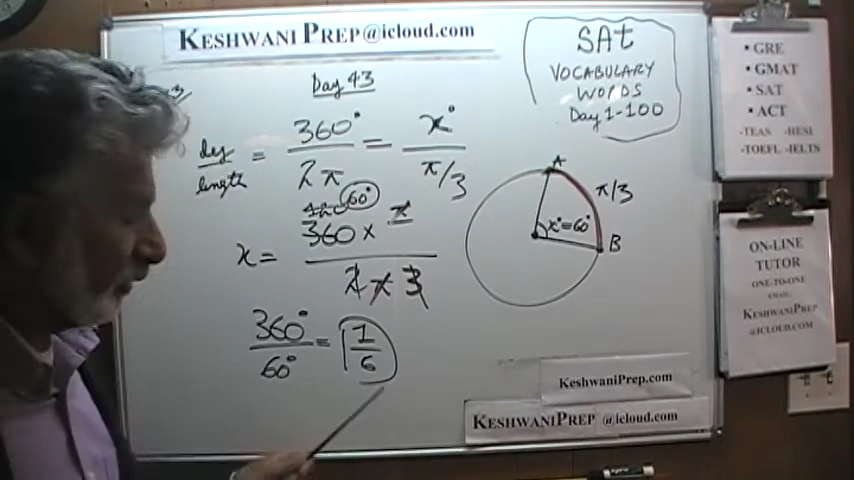 KESHWANI PREP@icloud.com
SAt
VOCABULARY
WORDS
Day 1-100
Day 43
deg/length = 360°/2π = x°/π/3
120 60°
x = 360 × π / 2 × 3
360°/60° = 1/6
A
π/3
x°=60°
B
• GRE
• GMAT
• SAT
• ACT
-TEAS -HESI
-TOEFL -IELTS
ON-LINE
TUTOR
ONE-TO-ONE
EMAIL:
KESHWANIPREP
@ICLOUD.COM
KeshwaniPrep.com
KESHWANIPREP @icloud.com